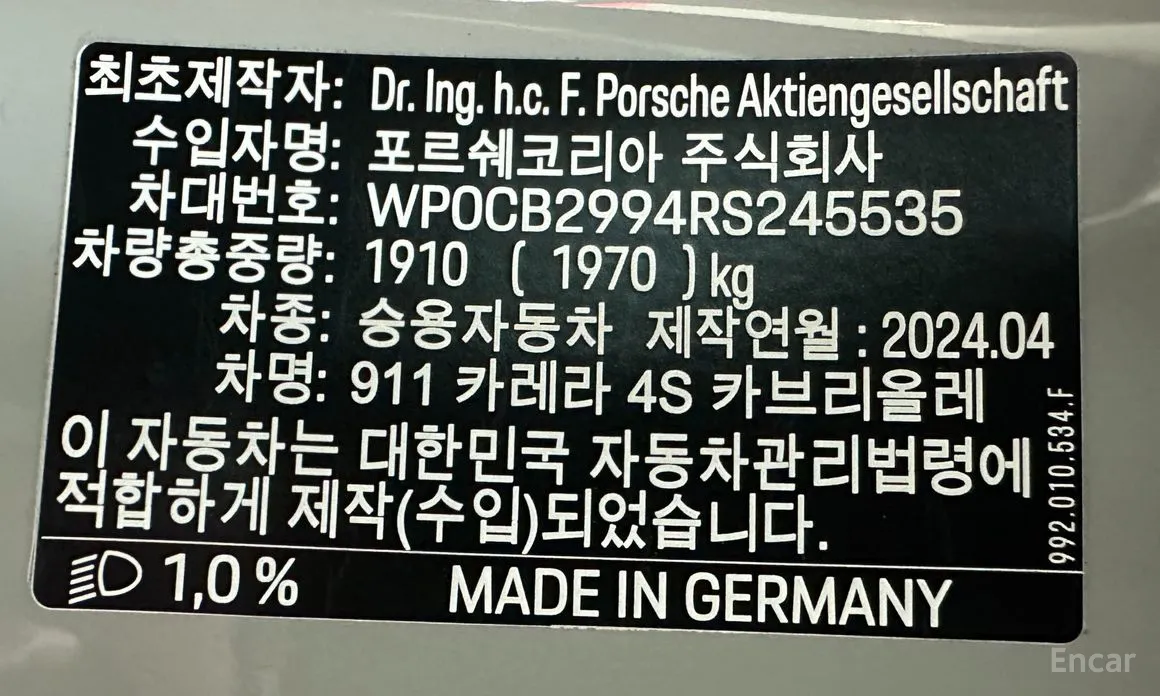 최초제작자: Dr. Ing. h.c. F. Porsche Aktiengesellschaft
수입자명: 포르쉐코리아 주식회사
차대번호: WP0CB2994RS245535
차량총중량: 1910 ( 1970 ) kg
차종: 승용자동차 제작연월 : 2024.04
차명: 911 카레라 4S 카브리올레
이 자동차는 대한민국 자동차관리법령에
적합하게 제작(수입)되었습니다.
992.010.534.F
1,0 % MADE IN GERMANY
Encar